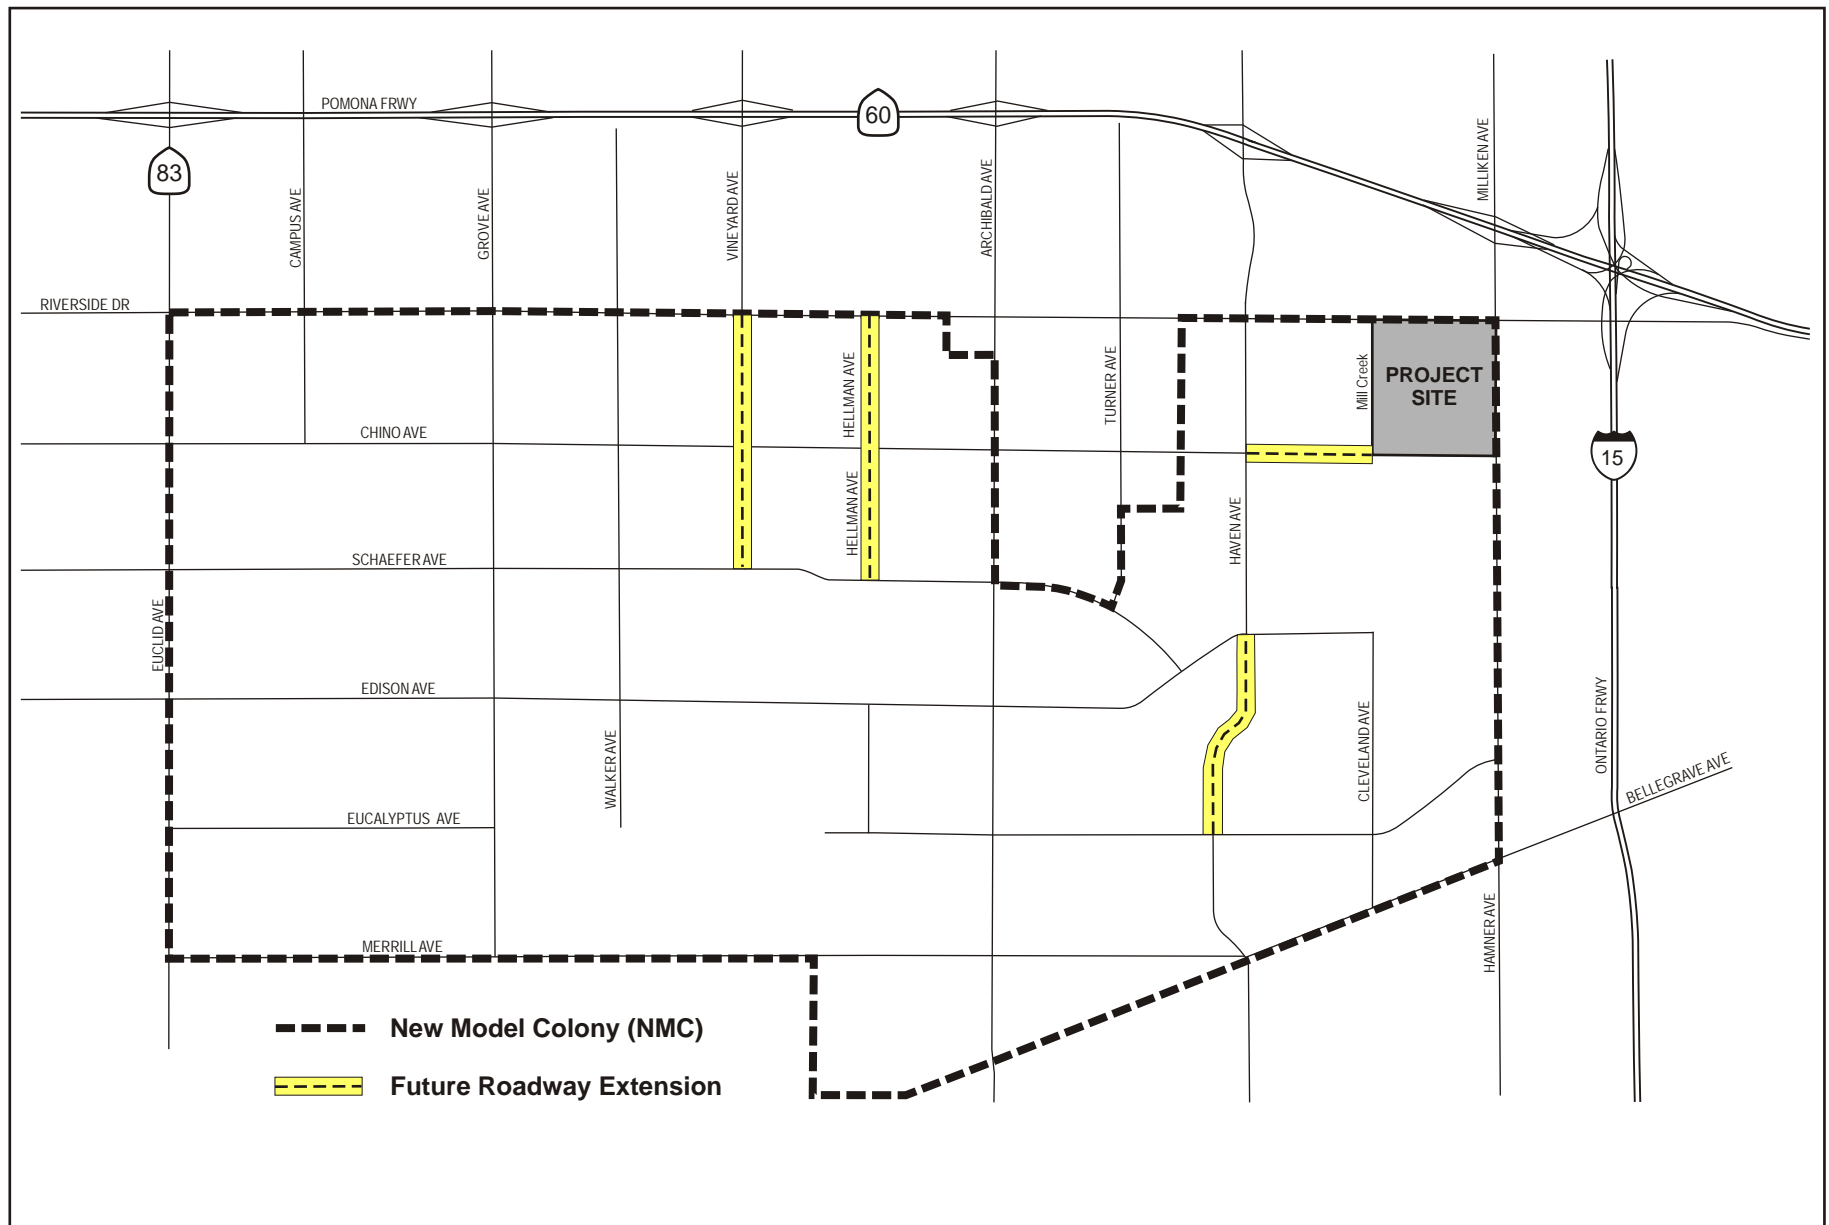 POMONA FRWY
60
83
CAMPUS AVE
GROVE AVE
VINEYARD AVE
ARCHIBALD AVE
MILLIKEN AVE
RIVERSIDE DR
HELLMAN AVE
TURNER AVE
Mill Creek
PROJECT
SITE
CHINO AVE
15
HELLMAN AVE
HAVEN AVE
SCHAEFER AVE
EUCLID AVE
EDISON AVE
WALKER AVE
CLEVELAND AVE
ONTARIO FRWY
BELLEGRAVE AVE
EUCALYPTUS AVE
MERRILL AVE
HAMNER AVE
New Model Colony (NMC)
Future Roadway Extension